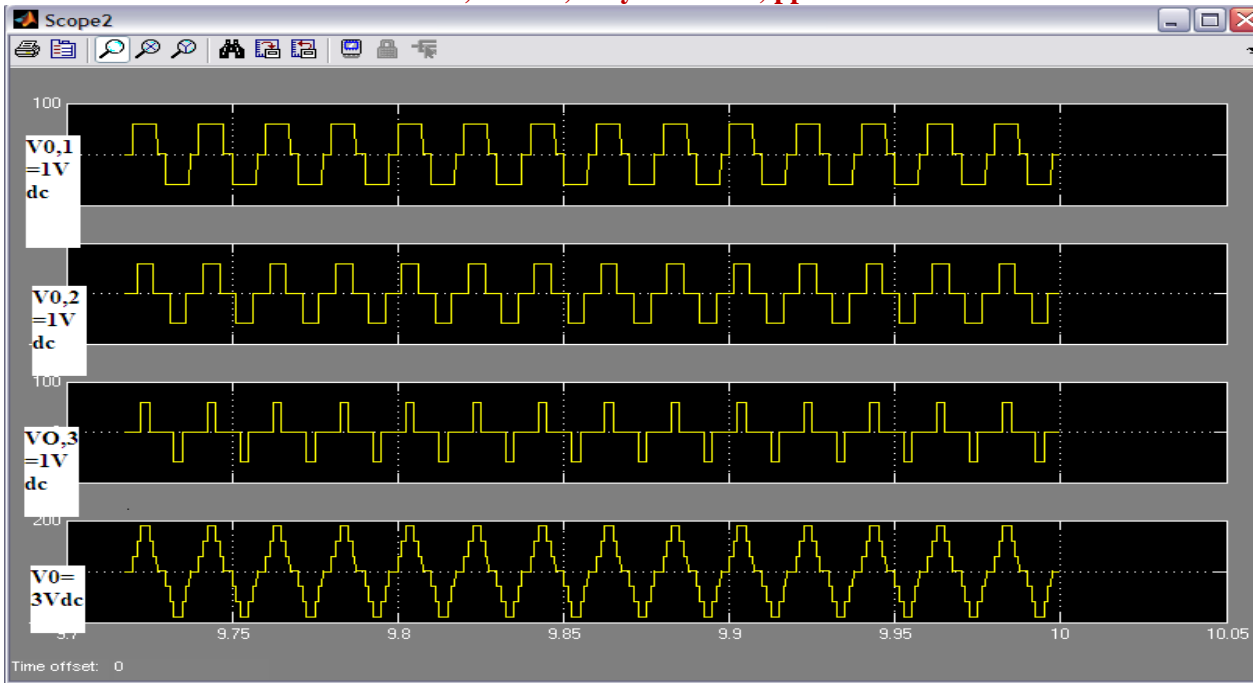 Scope2
100
V0,1
=1V
dc
V0,2
=1V
dc
100
VO,3
=1V
dc
200
V0=
3Vdc
9.75
9.8
9.85
9.9
9.95
10
10.05
Time offset: 0